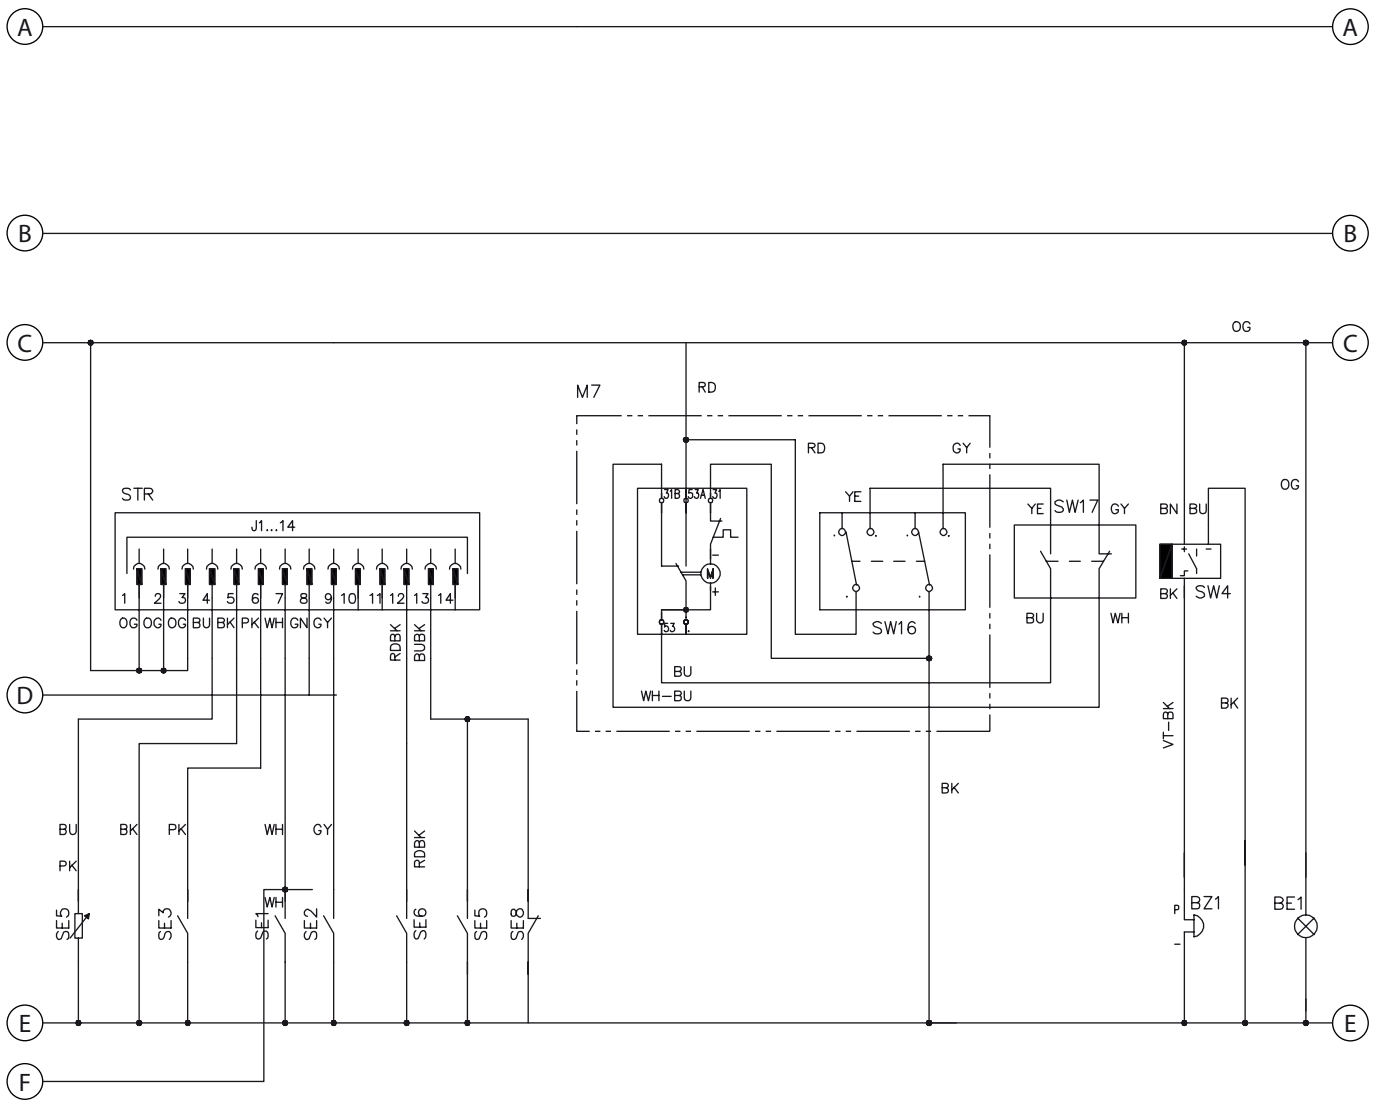 A A
B B
C OG C
M7 RD
RD GY
STR
J1...14
31B 53A 31
YE YE SW17 GY
OG
BN BU
+ -
- M +
1 2 3 4 5 6 7 8 9 10 11 12 13 14
OG OG OG BU BK PK WH GN GY RDBK BUBK
53
SW16
BU WH
BK SW4
BU
WH-BU
D
VT-BK BK
BK
BU BK PK WH GY RDBK
PK
WH
SE5 SE3 SE1 SE2 SE6 SE5 SE8
P BZ1 BE1
-
E E
F